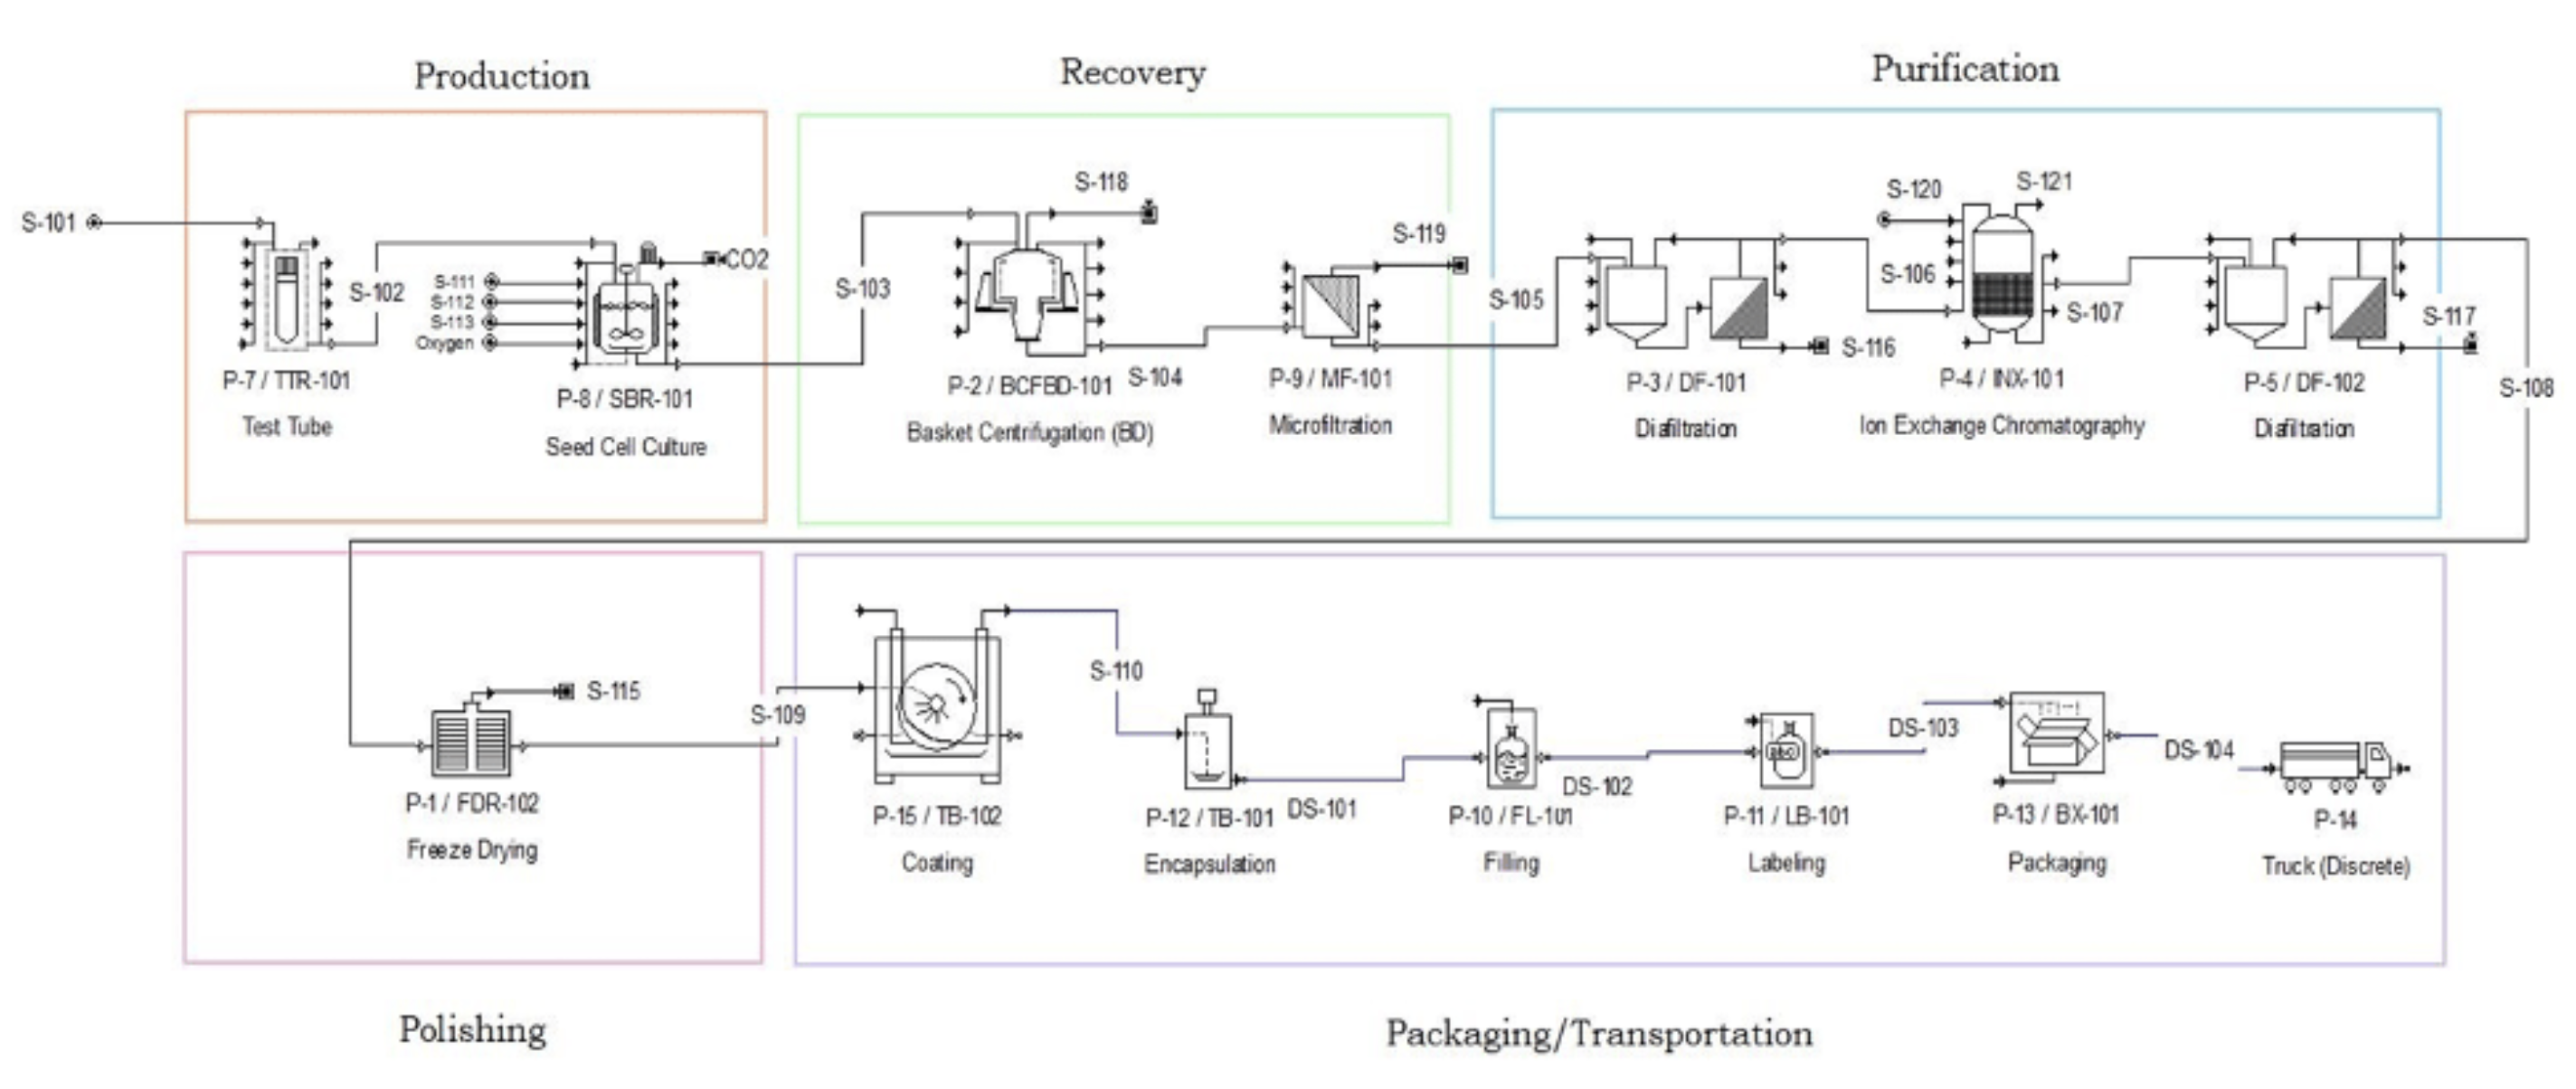 Production
Recovery
Purification
S-101
S-102
S-111
S-112
S-113
Oxygen
CO2
P-7 / TTR-101
Test Tube
P-8 / SBR-101
Seed Cell Culture
S-103
S-118
P-2 / BCFBD-101
Basket Centrifugation (BD)
S-104
S-119
P-9 / MF-101
Microfiltration
S-105
P-3 / DF-101
Diafiltration
S-116
S-120
S-121
S-106
S-107
P-4 / INX-101
Ion Exchange Chromatography
P-5 / DF-102
Diafiltration
S-117
S-108
S-115
P-1 / FDR-102
Freeze Drying
S-109
P-15 / TB-102
Coating
S-110
P-12 / TB-101
Encapsulation
DS-101
P-10 / FL-101
Filling
DS-102
P-11 / LB-101
Labeling
DS-103
P-13 / BX-101
Packaging
DS-104
P-14
Truck (Discrete)
Polishing
Packaging/Transportation